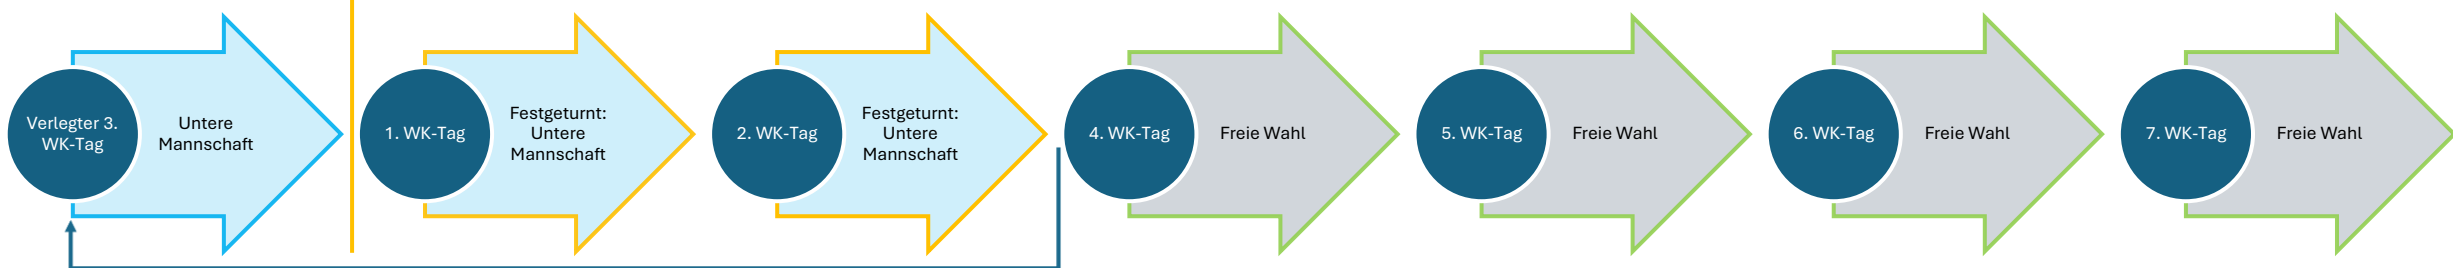 Verlegter 3.
WK-Tag
Untere
Mannschaft
1. WK-Tag
Festgeturnt:
Untere
Mannschaft
2. WK-Tag
Festgeturnt:
Untere
Mannschaft
4. WK-Tag
Freie Wahl
5. WK-Tag
Freie Wahl
6. WK-Tag
Freie Wahl
7. WK-Tag
Freie Wahl